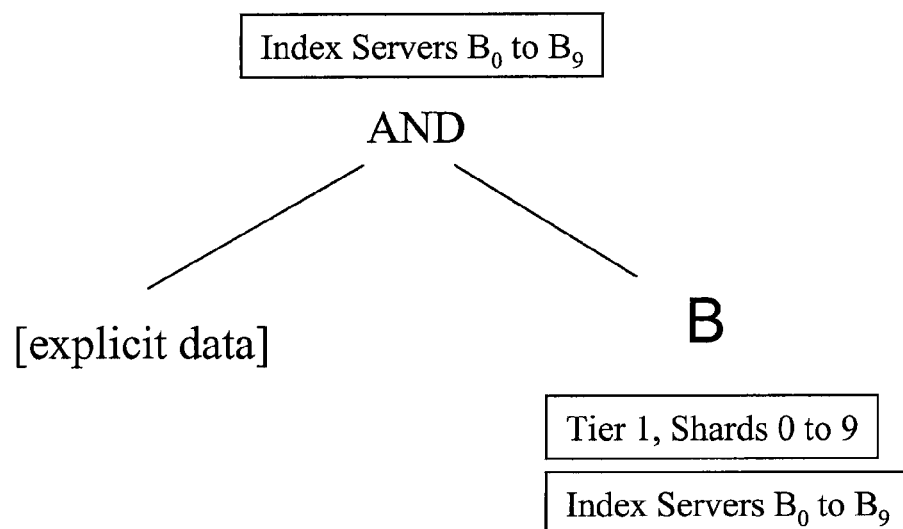 Index Servers B₀ to B₉
AND
[explicit data]
B
Tier 1, Shards 0 to 9
Index Servers B₀ to B₉